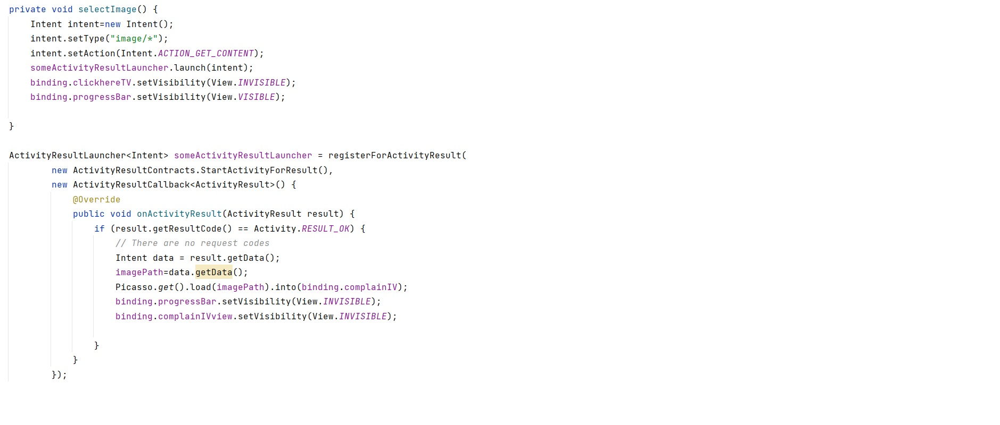 private void selectImage() {
    Intent intent=new Intent();
    intent.setType("image/*");
    intent.setAction(Intent.ACTION_GET_CONTENT);
    someActivityResultLauncher.launch(intent);
    binding.clickhereTV.setVisibility(View.INVISIBLE);
    binding.progressBar.setVisibility(View.VISIBLE);
}
ActivityResultLauncher<Intent> someActivityResultLauncher = registerForActivityResult(
        new ActivityResultContracts.StartActivityForResult(),
        new ActivityResultCallback<ActivityResult>() {
            @Override
            public void onActivityResult(ActivityResult result) {
                if (result.getResultCode() == Activity.RESULT_OK) {
                    // There are no request codes
                    Intent data = result.getData();
                    imagePath=data.getData();
                    Picasso.get().load(imagePath).into(binding.complainIV);
                    binding.progressBar.setVisibility(View.INVISIBLE);
                    binding.complainIVview.setVisibility(View.INVISIBLE);
                }
            }
        });